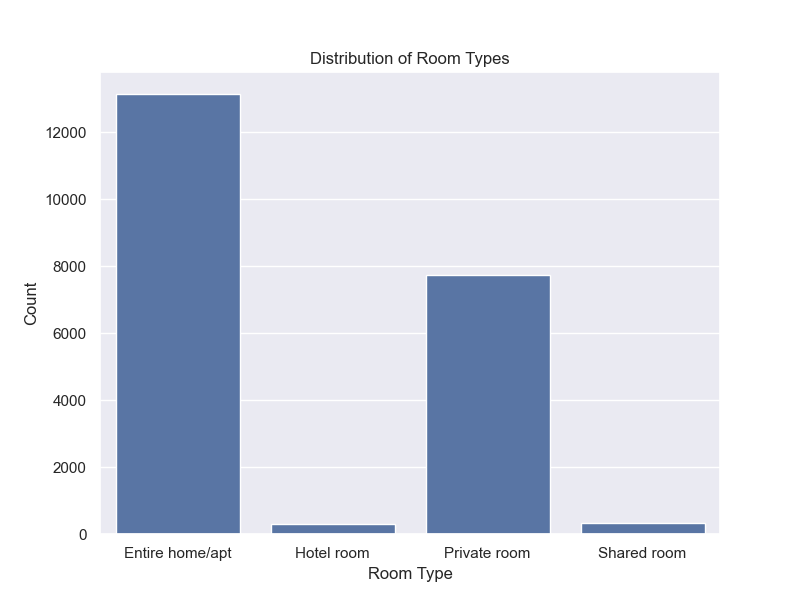 Distribution of Room Types
12000
10000
8000
6000
4000
2000
0
Count
Entire home/apt Hotel room Private room Shared room
Room Type